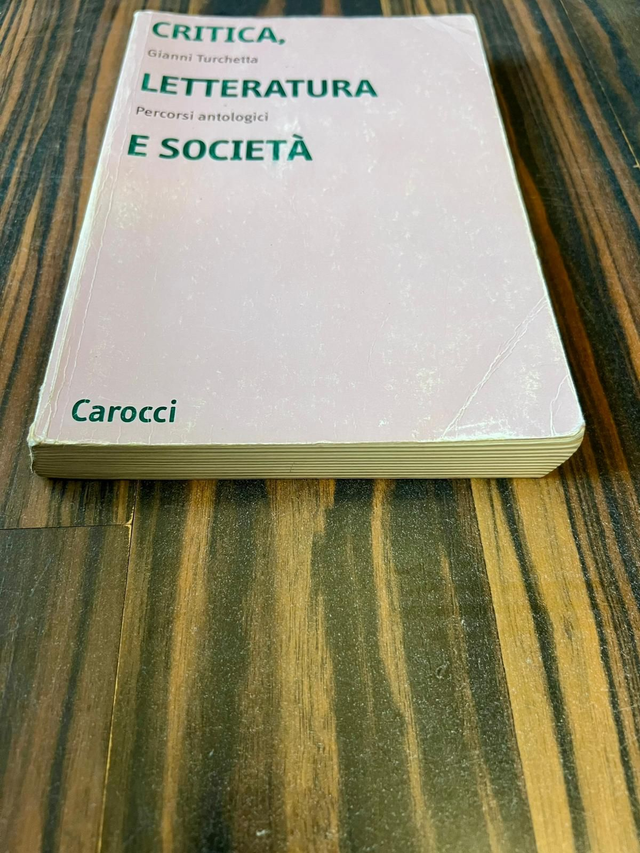 CRITICA,
Gianni Turchetta
LETTERATURA
Percorsi antologici
E SOCIETÀ
Carocci